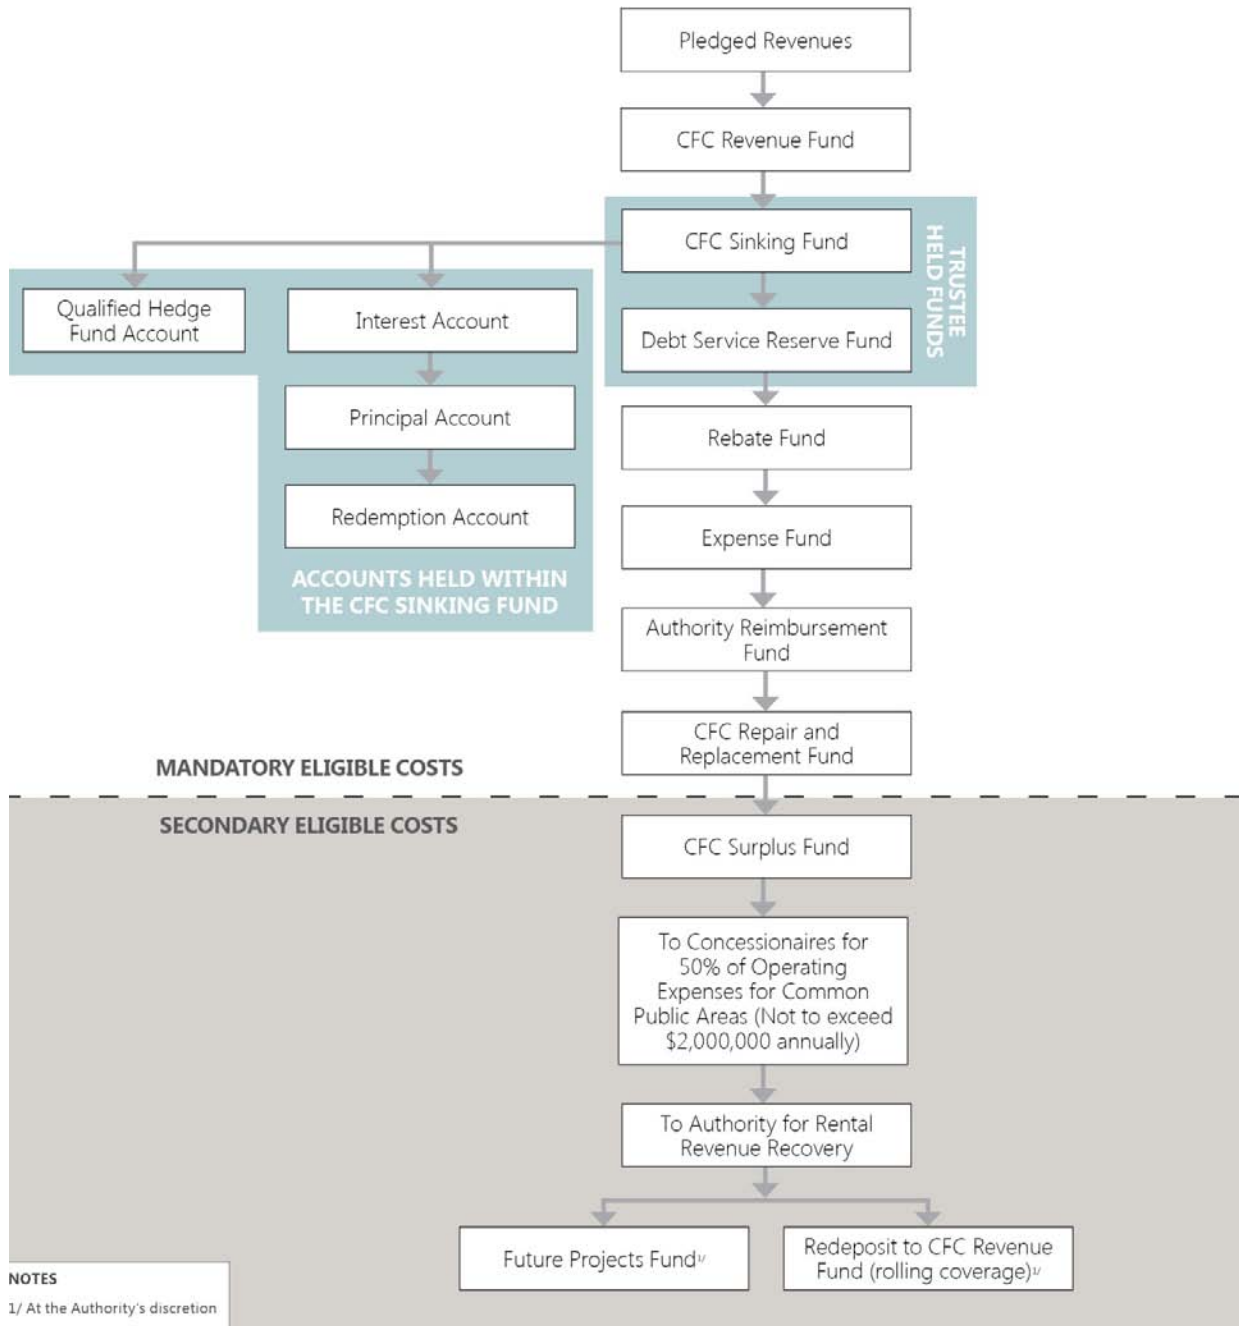 Pledged Revenues
CFC Revenue Fund
CFC Sinking Fund
TRUSTEE
HELD FUNDS
Qualified Hedge
Fund Account
Interest Account
Debt Service Reserve Fund
Principal Account
Rebate Fund
Redemption Account
Expense Fund
ACCOUNTS HELD WITHIN
THE CFC SINKING FUND
Authority Reimbursement
Fund
CFC Repair and
Replacement Fund
MANDATORY ELIGIBLE COSTS
SECONDARY ELIGIBLE COSTS
CFC Surplus Fund
To Concessionaires for
50% of Operating
Expenses for Common
Public Areas (Not to exceed
$2,000,000 annually)
To Authority for Rental
Revenue Recovery
Future Projects Fund1/
Redeposit to CFC Revenue
Fund (rolling coverage)1/
NOTES
1/ At the Authority's discretion